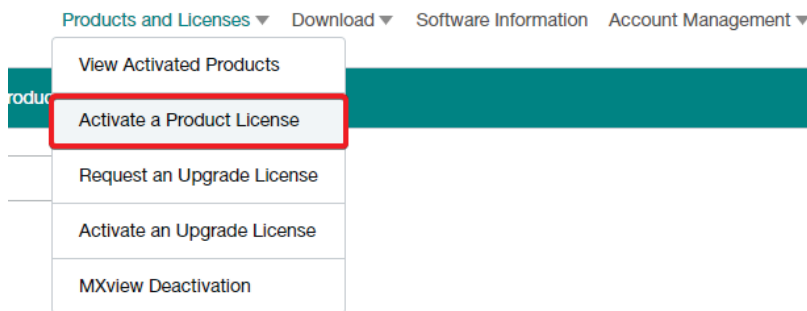 Products and Licenses ▼ Download ▼ Software Information Account Management ▼
View Activated Products
Activate a Product License
Request an Upgrade License
Activate an Upgrade License
MXview Deactivation